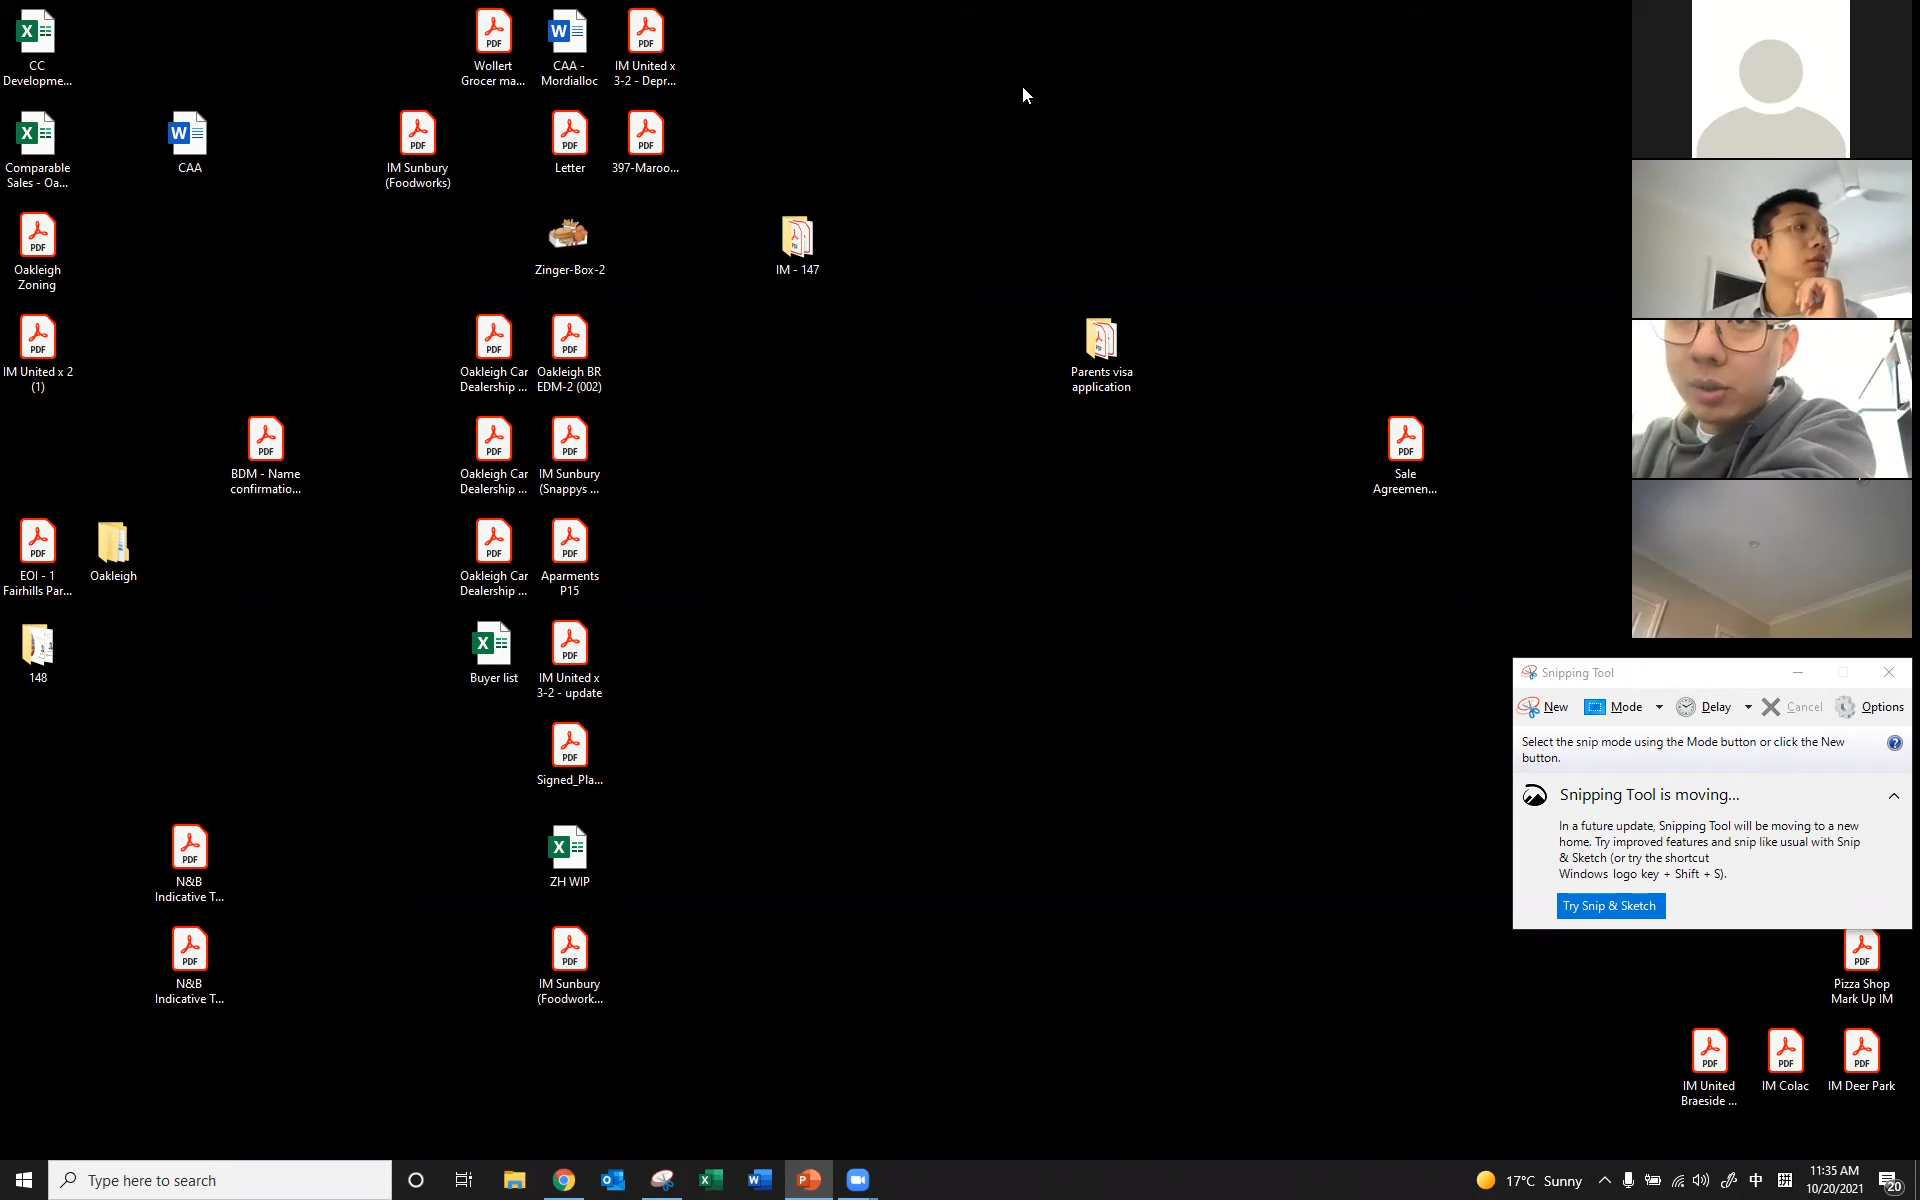 CC
Developme...
Wollert
Grocer ma...
CAA -
Mordialloc
IM United x
3-2 - Depr...
Comparable
Sales - Oa...
CAA
IM Sunbury
(Foodworks)
Letter
397-Maroo...
Oakleigh
Zoning
Zinger-Box-2
IM - 147
IM United x 2
(1)
Oakleigh Car
Dealership ...
Oakleigh BR
EDM-2 (002)
Parents visa
application
BDM - Name
confirmatio...
Oakleigh Car
Dealership ...
IM Sunbury
(Snappys ...
Sale
Agreemen...
EOI - 1
Fairhills Par...
Oakleigh
Oakleigh Car
Dealership ...
Aparments
P15
148
Buyer list
IM United x
3-2 - update
Signed_Pla...
N&B
Indicative T...
ZH WIP
N&B
Indicative T...
IM Sunbury
(Foodwork...
Snipping Tool
New Mode Delay Cancel Options
Select the snip mode using the Mode button or click the New
button.
Snipping Tool is moving...
In a future update, Snipping Tool will be moving to a new
home. Try improved features and snip like usual with Snip
& Sketch (or try the shortcut
Windows logo key + Shift + S).
Try Snip & Sketch
Pizza Shop
Mark Up IM
IM United
Braeside ...
IM Colac
IM Deer Park
Type here to search
17°C Sunny
中
拼
11:35 AM
10/20/2021
20